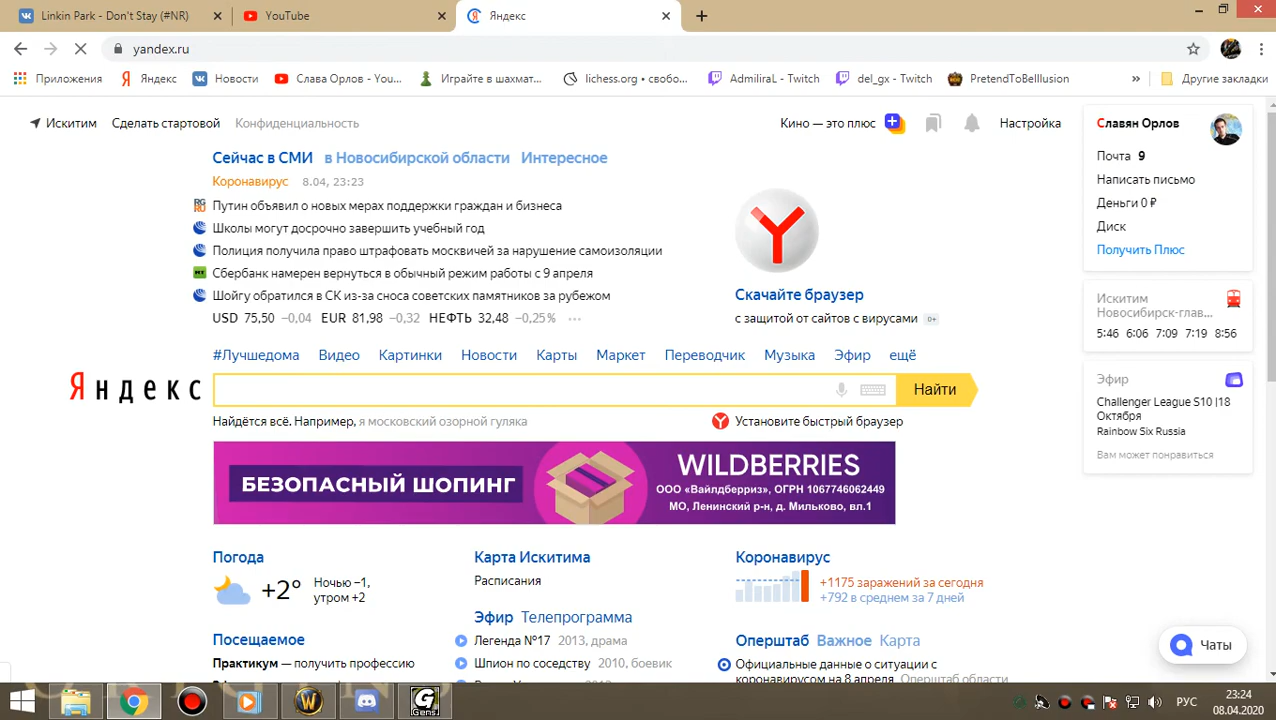 Linkin Park - Don't Stay (#NR)
YouTube
Яндекс
yandex.ru
Приложения
Яндекс
Новости
Слава Орлов - You...
Играйте в шахмат...
lichess.org • свобо...
AdmiralL - Twitch
del_gx - Twitch
PretendToBeIllusion
»
Другие закладки
Искитим
Сделать стартовой
Конфиденциальность
Кино — это плюс
Настройка
Сейчас в СМИ
в Новосибирской области
Интересное
Коронавирус
8.04, 23:23
Путин объявил о новых мерах поддержки граждан и бизнеса
Школы могут досрочно завершить учебный год
Полиция получила право штрафовать москвичей за нарушение самоизоляции
Сбербанк намерен вернуться в обычный режим работы с 9 апреля
Шойгу обратился в СК из-за сноса советских памятников за рубежом
USD 75,50 −0,04 EUR 81,98 −0,32 НЕФТЬ 32,48 −0,25% •••
Скачайте браузер
с защитой от сайтов с вирусами 0+
Славян Орлов
Почта 9
Написать письмо
Деньги 0 ₽
Диск
Получить Плюс
Искитим
Новосибирск-глав...
5:46 6:06 7:09 7:19 8:56
Эфир
Challenger League S10 |18
Октября
Rainbow Six Russia
Вам может понравиться
#Лучшедома
Видео
Картинки
Новости
Карты
Маркет
Переводчик
Музыка
Эфир
ещё
Яндекс
Найти
Найдётся всё. Например, я московский озорной гуляка
Установите быстрый браузер
БЕЗОПАСНЫЙ ШОПИНГ
WILDBERRIES
ООО «Вайлдберриз», ОГРН 1067746062449
МО, Ленинский р-н, д. Мильково, вл.1
Погода
+2°
Ночью −1,
утром +2
Карта Искитима
Расписания
Коронавирус
+1175 заражений за сегодня
+792 в среднем за 7 дней
Эфир Телепрограмма
Легенда №17 2013, драма
Шпион по соседству 2010, боевик
Посещаемое
Практикум — получить профессию
Оперштаб Важное Карта
Официальные данные о ситуации с
коронавирусом на 8 апреля Оперштаб области
Чаты
Gens
РУС
23:24
08.04.2020